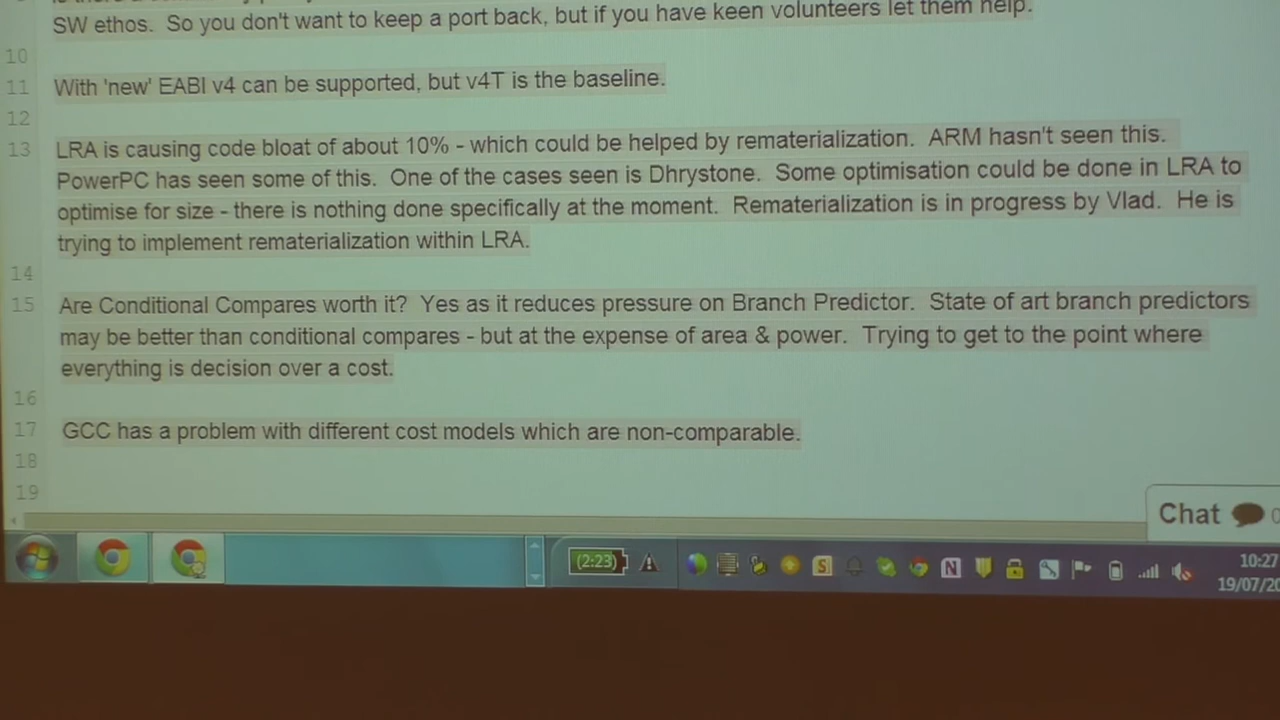 SW ethos.  So you don't want to keep a port back, but if you have keen volunteers let them help.
10
11 With 'new' EABI v4 can be supported, but v4T is the baseline.
12
13 LRA is causing code bloat of about 10% - which could be helped by rematerialization.  ARM hasn't seen this.
PowerPC has seen some of this.  One of the cases seen is Dhrystone.  Some optimisation could be done in LRA to
optimise for size - there is nothing done specifically at the moment.  Rematerialization is in progress by Vlad.  He is
trying to implement rematerialization within LRA.
14
15 Are Conditional Compares worth it?  Yes as it reduces pressure on Branch Predictor.  State of art branch predictors
may be better than conditional compares - but at the expense of area & power.  Trying to get to the point where
everything is decision over a cost.
16
17 GCC has a problem with different cost models which are non-comparable.
18
19
Chat
(2:23)
S
N
10:27
19/07/20